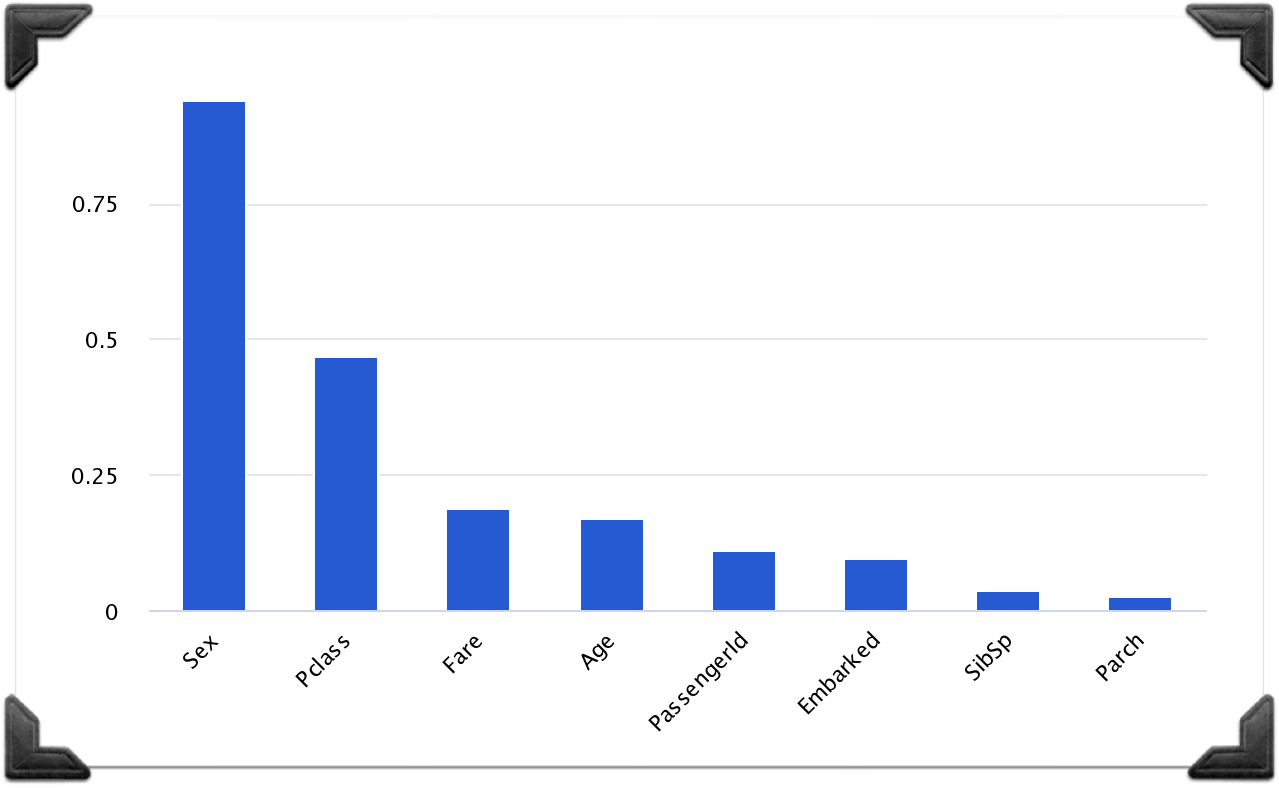 0.75
0.5
0.25
0
Sex
Pclass
Fare
Age
PassengerId
Embarked
SibSp
Parch